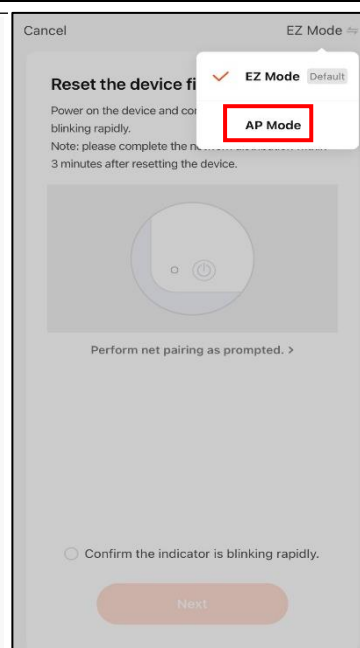 Cancel
EZ Mode
EZ Mode Default
AP Mode
Reset the device fi
Power on the device and con
blinking rapidly.
Note: please complete the
3 minutes after resetting the device.
Perform net pairing as prompted. >
Confirm the indicator is blinking rapidly.
Next